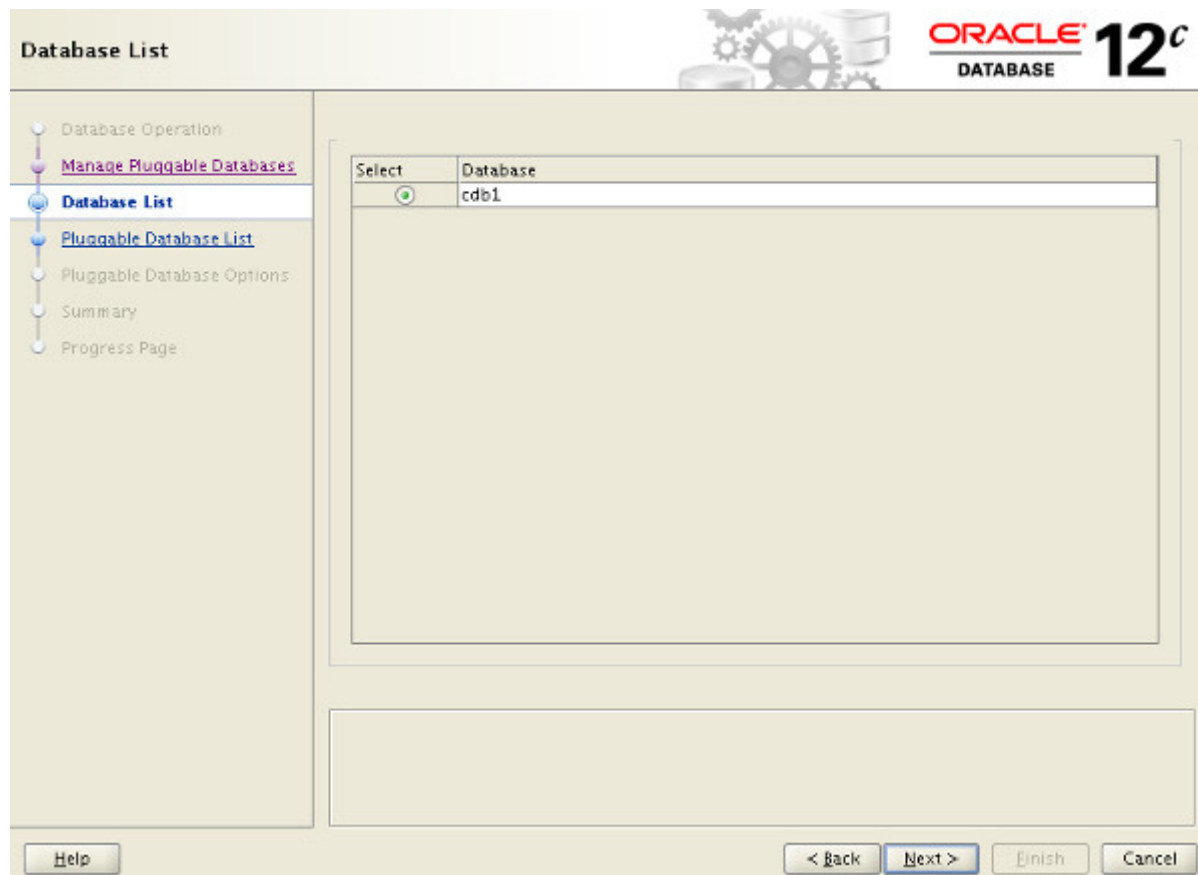 Database List
ORACLE
DATABASE
12c
Database Operation
Manage Pluggable Databases
Database List
Pluggable Database List
Pluggable Database Options
Summary
Progress Page
Select Database
cdb1
Help
< Back
Next >
Finish
Cancel